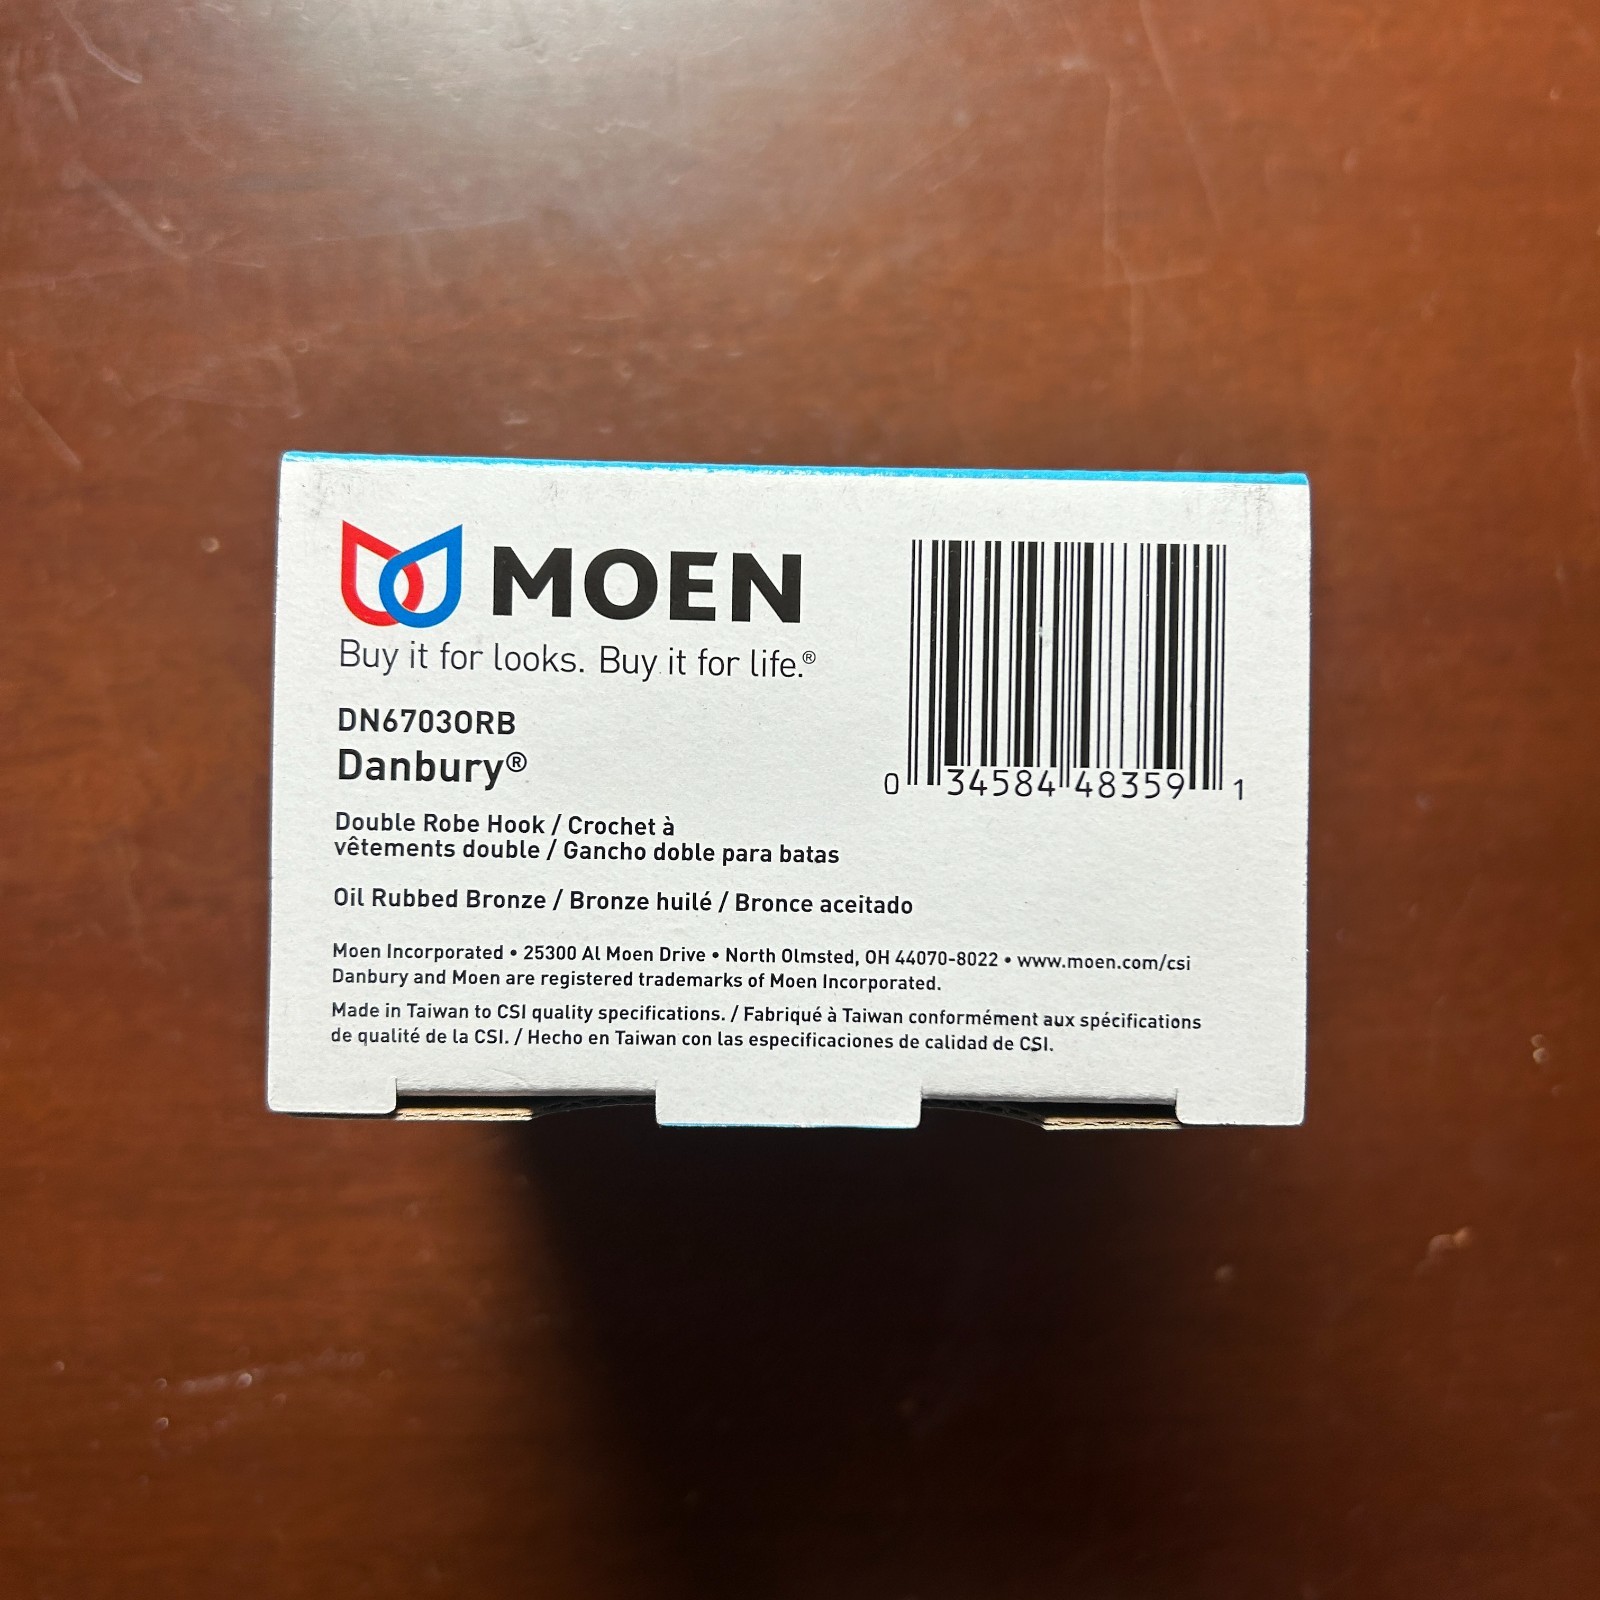 MOEN
Buy it for looks. Buy it for life.®
DN6703ORB
Danbury®
Double Robe Hook / Crochet à
vêtements double / Gancho doble para batas
Oil Rubbed Bronze / Bronze huilé / Bronce aceitado
Moen Incorporated • 25300 Al Moen Drive • North Olmsted, OH 44070-8022 • www.moen.com/csi
Danbury and Moen are registered trademarks of Moen Incorporated.
Made in Taiwan to CSI quality specifications. / Fabriqué à Taiwan conformément aux spécifications
de qualité de la CSI. / Hecho en Taiwan con las especificaciones de calidad de CSI.
0 34584 48359 1